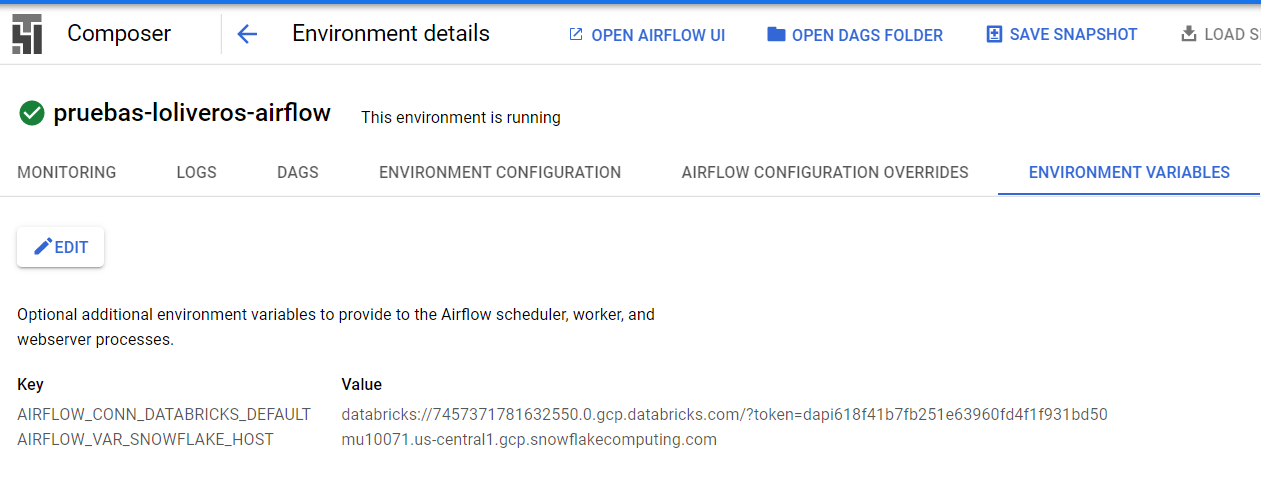 Composer Environment details OPEN AIRFLOW UI OPEN DAGS FOLDER SAVE SNAPSHOT LOAD
pruebas-loliveros-airflow This environment is running
MONITORING LOGS DAGS ENVIRONMENT CONFIGURATION AIRFLOW CONFIGURATION OVERRIDES ENVIRONMENT VARIABLES
EDIT
Optional additional environment variables to provide to the Airflow scheduler, worker, and
webserver processes.
Key Value
AIRFLOW_CONN_DATABRICKS_DEFAULT databricks://7457371781632550.0.gcp.databricks.com/?token=dapi618f41b7fb251e63960fd4f1f931bd50
AIRFLOW_VAR_SNOWFLAKE_HOST mu10071.us-central1.gcp.snowflakecomputing.com